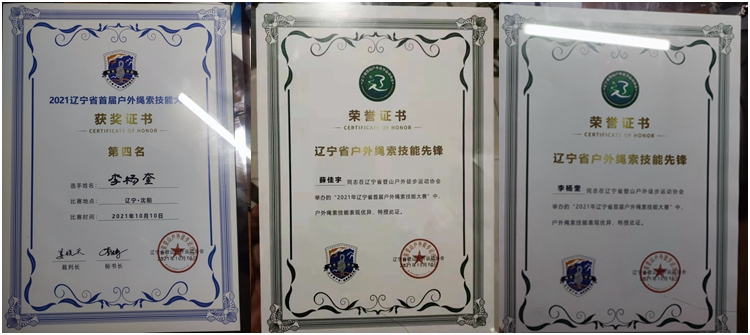 2021辽宁省首届户外绳索技能大
获奖证书
CERTIFICATE OF HONOR
第四名
选手姓名： 李杨奎
比赛地点： 辽宁·沈阳
比赛时间： 2021年10月10日
裁判长
秘书长
荣誉证书
CERTIFICATE OF HONOR
辽宁省户外绳索技能先锋
薛佳宇 同志在辽宁省登山户外徒步运动协会
举办的“2021年辽宁省首届户外绳索技能大赛”中，
户外绳索技能表现优异，特授此证。
荣誉证书
CERTIFICATE OF HONOR
辽宁省户外绳索技能先锋
李杨奎 同志在辽宁省登山户外徒步运动协会
举办的“2021年辽宁省首届户外绳索技能大赛”中，
户外绳索技能表现优异，特授此证。